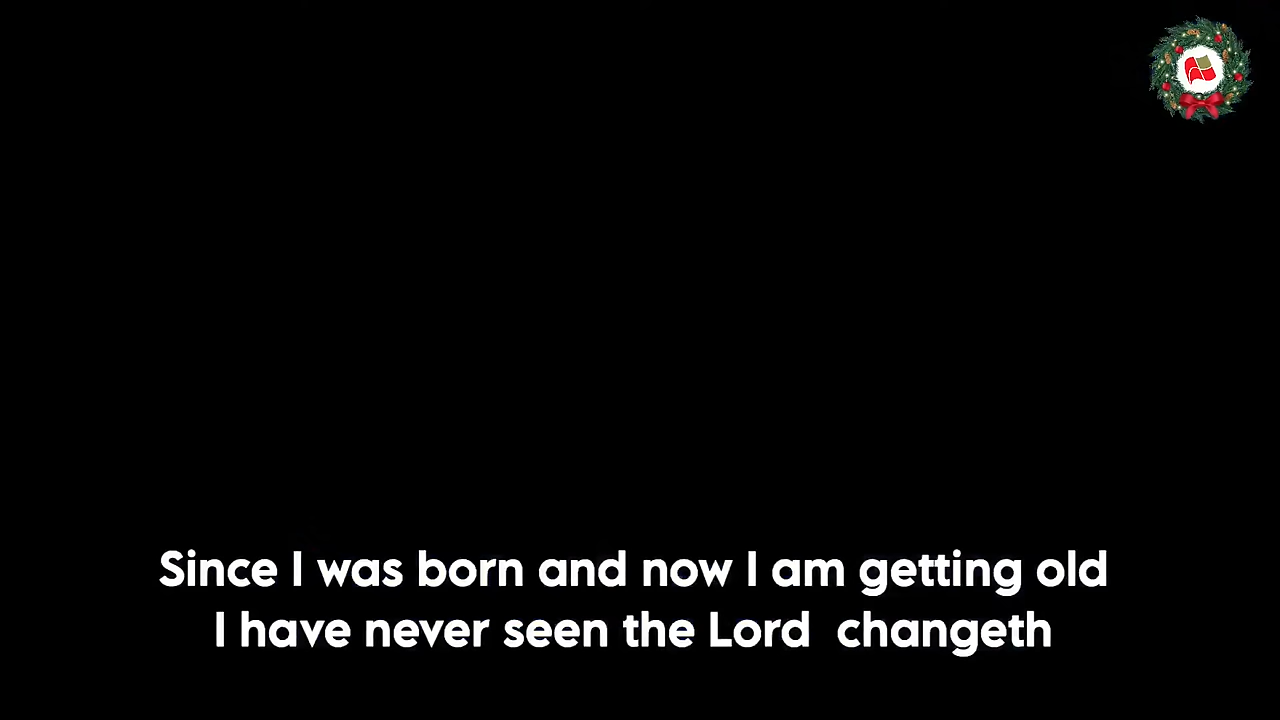 Since I was born and now I am getting old
I have never seen the Lord  changeth